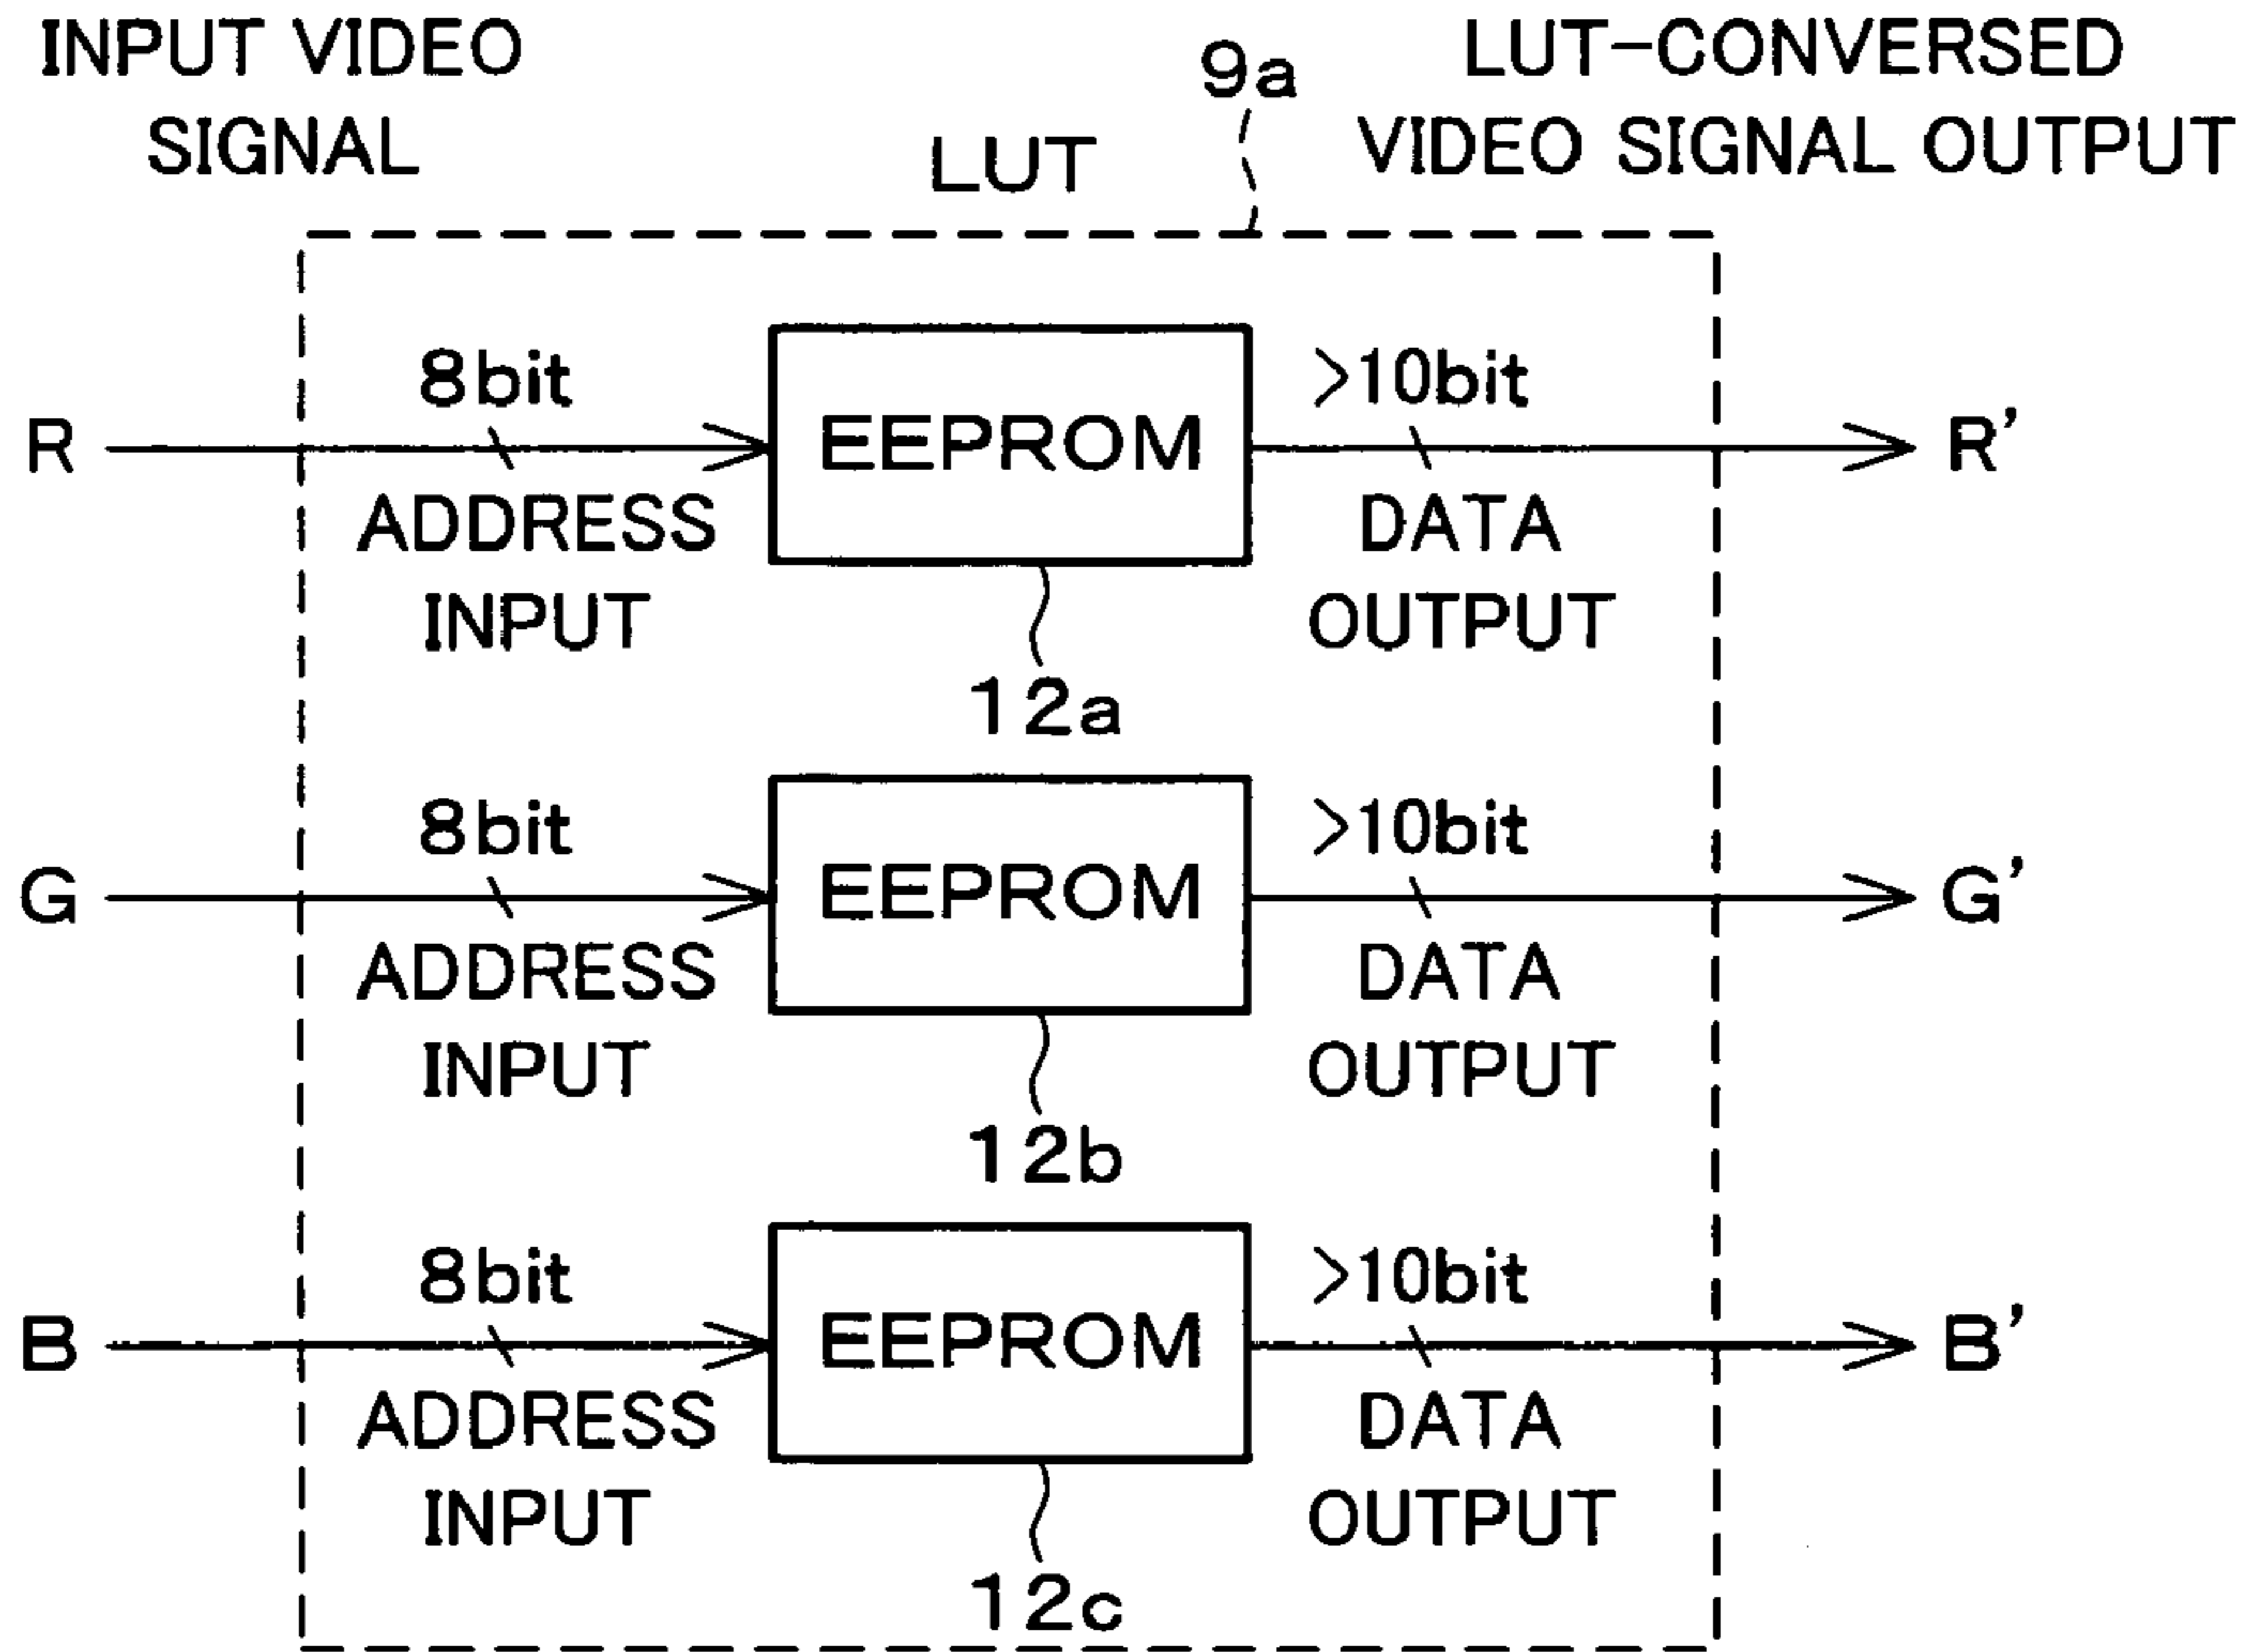 INPUT VIDEO
SIGNAL
LUT
9a
LUT-CONVERSED
VIDEO SIGNAL OUTPUT
R
8bit
ADDRESS
INPUT
EEPROM
12a
>10bit
DATA
OUTPUT
R'
G
8bit
ADDRESS
INPUT
EEPROM
12b
>10bit
DATA
OUTPUT
G'
B
8bit
ADDRESS
INPUT
EEPROM
12c
>10bit
DATA
OUTPUT
B'